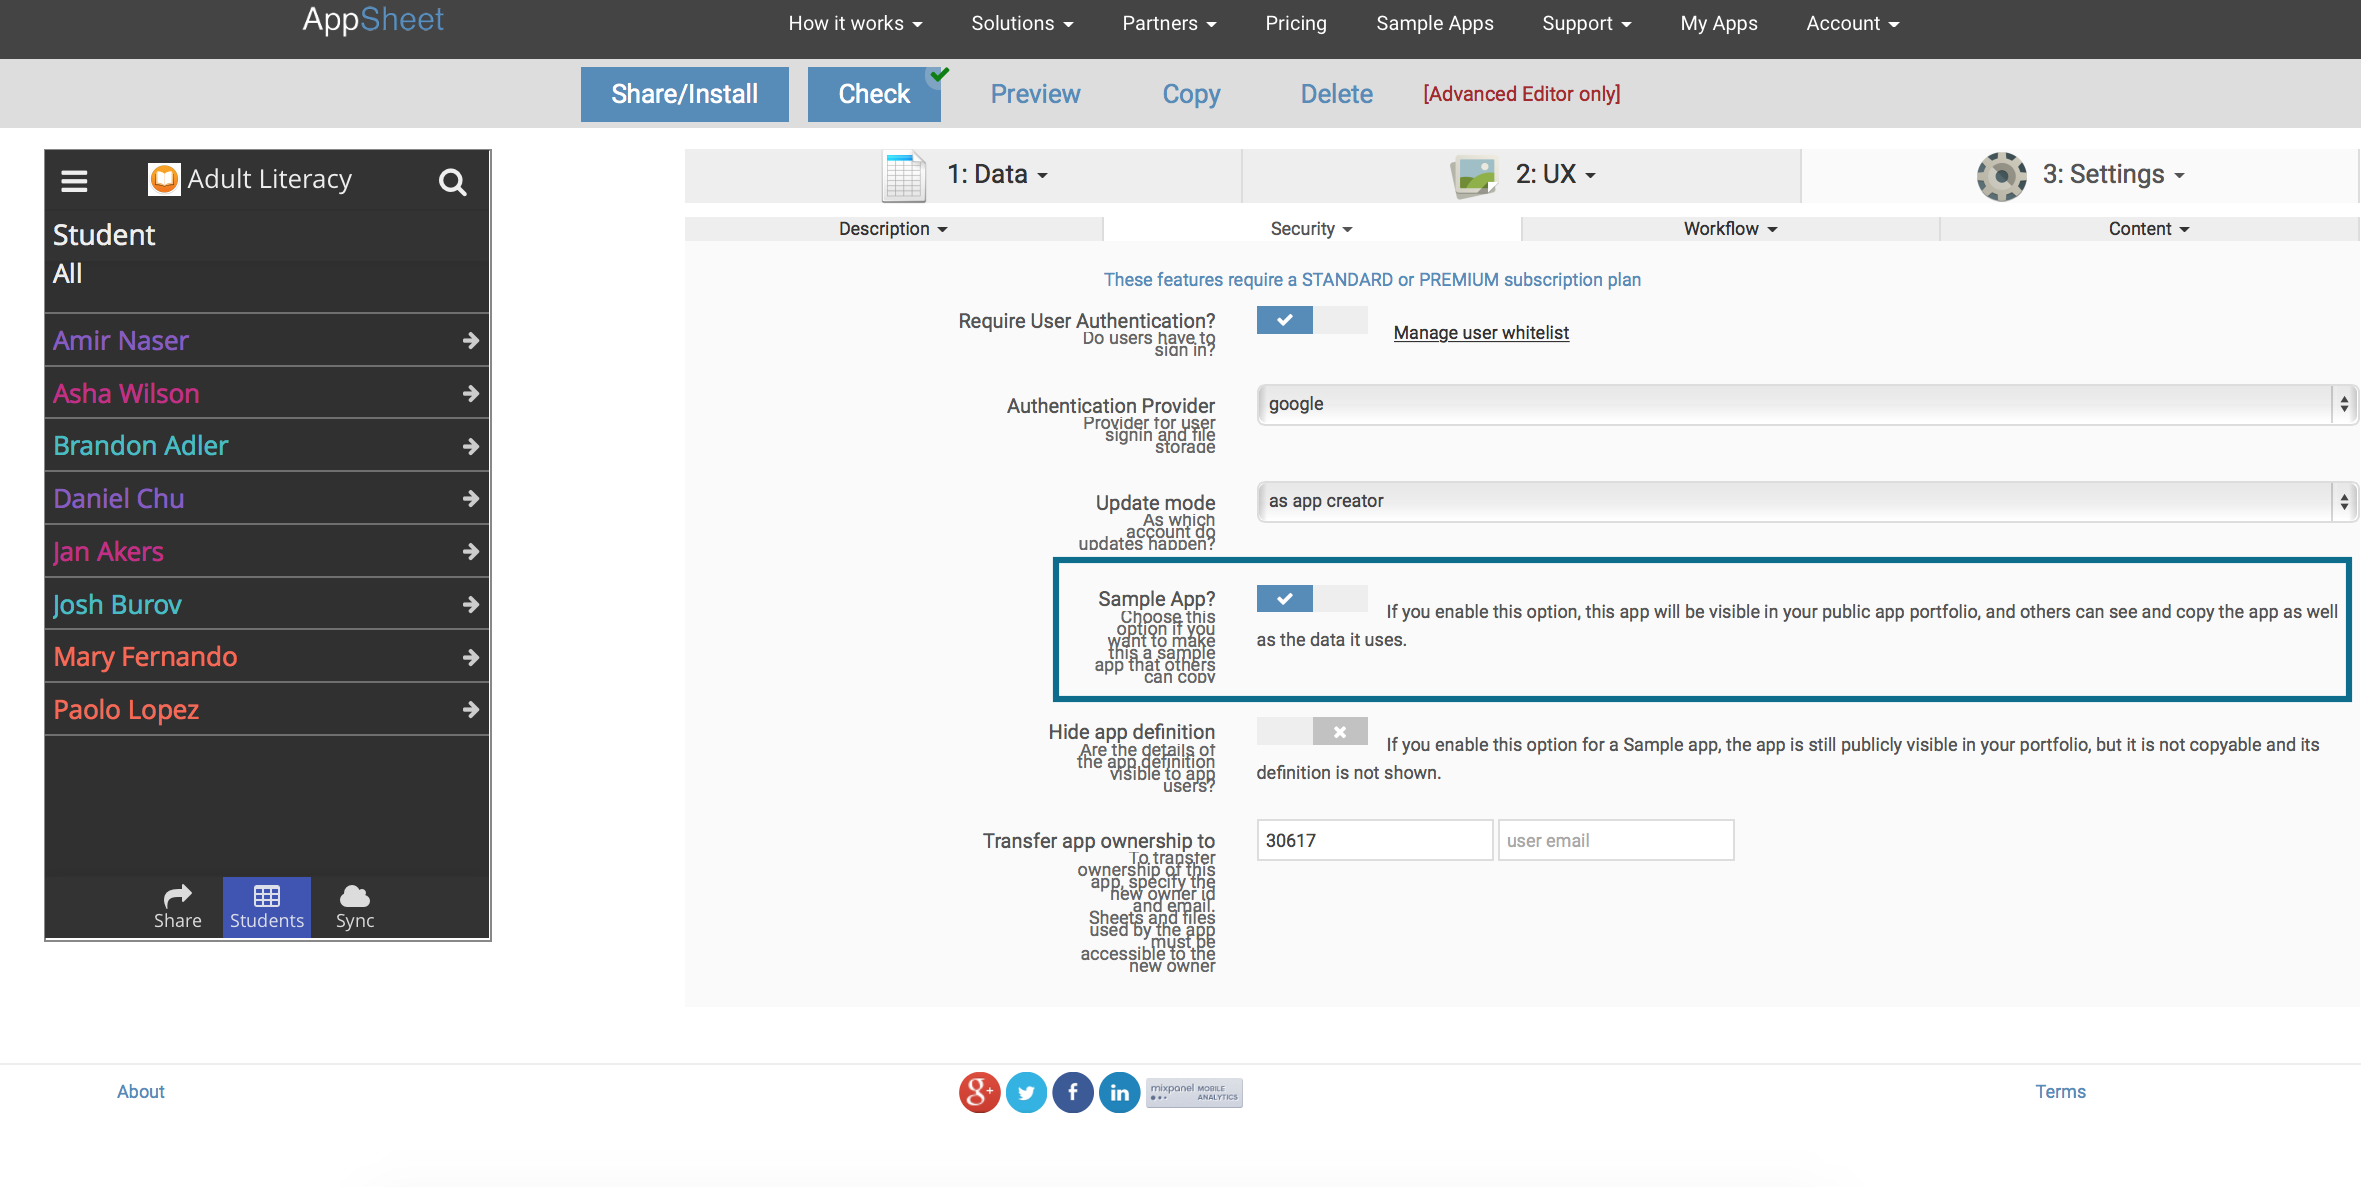 AppSheet
How it works
Solutions
Partners
Pricing
Sample Apps
Support
My Apps
Account
Share/Install
Check
Preview
Copy
Delete
[Advanced Editor only]
Adult Literacy
Student
All
Amir Naser
Asha Wilson
Brandon Adler
Daniel Chu
Jan Akers
Josh Burov
Mary Fernando
Paolo Lopez
Share
Students
Sync
1: Data
2: UX
3: Settings
Description
Security
Workflow
Content
These features require a STANDARD or PREMIUM subscription plan
Require User Authentication?
Do users have to
sign in?
Manage user whitelist
Authentication Provider
Provider for user
signin and file
storage
google
Update mode
As which
account do
updates happen?
as app creator
Sample App?
Choose this
option if you
want to make
this a sample
app that others
can copy
If you enable this option, this app will be visible in your public app portfolio, and others can see and copy the app as well
as the data it uses.
Hide app definition
Are the details of
the app definition
visible to app
users?
If you enable this option for a Sample app, the app is still publicly visible in your portfolio, but it is not copyable and its
definition is not shown.
Transfer app ownership to
To transfer
ownership of this
app, specify the
new owner id
and email.
Sheets and files
used by the app
must be
accessible to the
new owner
30617
user email
About
g+
f
in
mixpanel MOBILE
ANALYTICS
Terms